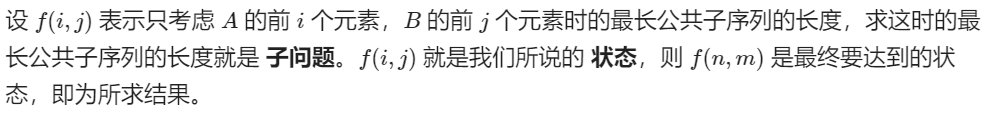 设 f(i, j) 表示只考虑 A 的前 i 个元素，B 的前 j 个元素时的最长公共子序列的长度，求这时的最
长公共子序列的长度就是 子问题。f(i, j) 就是我们所说的 状态，则 f(n, m) 是最终要达到的状
态，即为所求结果。